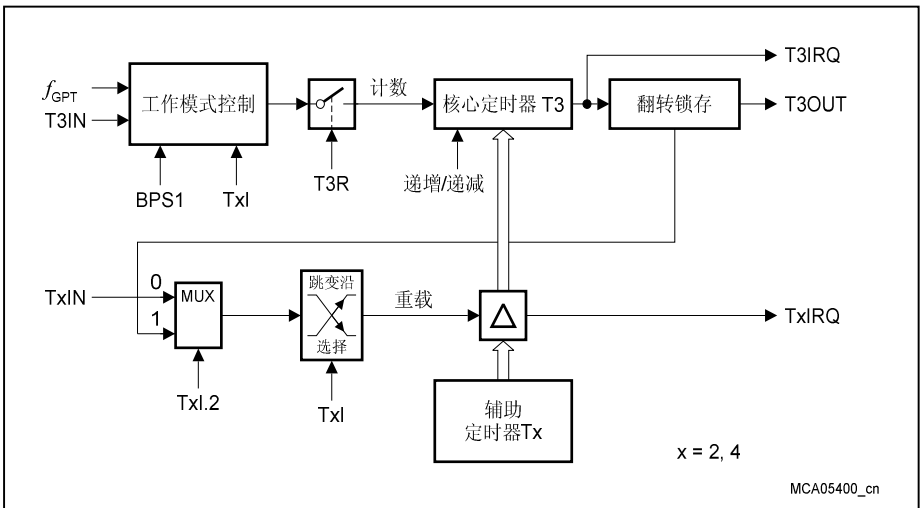 f GPT
T3IN
工作模式控制
BPS1
TxI
T3R
计数
核心定时器 T3
递增/递减
翻转锁存
T3IRQ
T3OUT
TxIN
0
1
MUX
TxI.2
跳变沿
选择
TxI
重载
Δ
TxIRQ
辅助
定时器Tx
x = 2, 4
MCA05400_cn